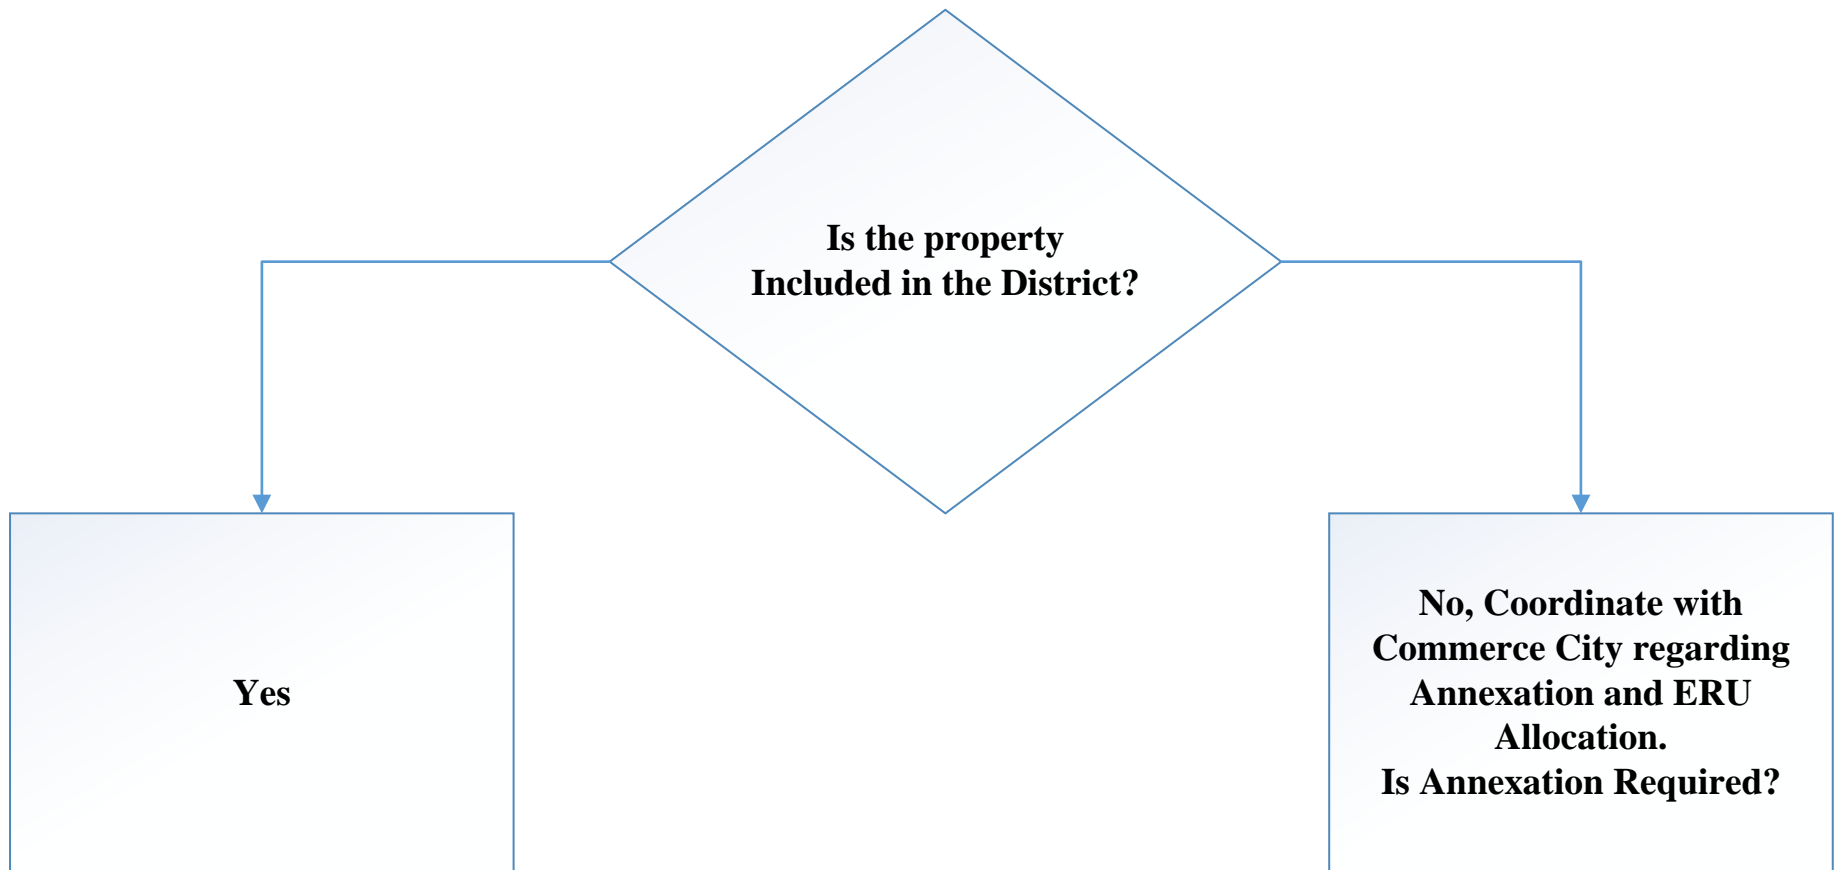 Is the property
Included in the District?
Yes
No, Coordinate with
Commerce City regarding
Annexation and ERU
Allocation.
Is Annexation Required?